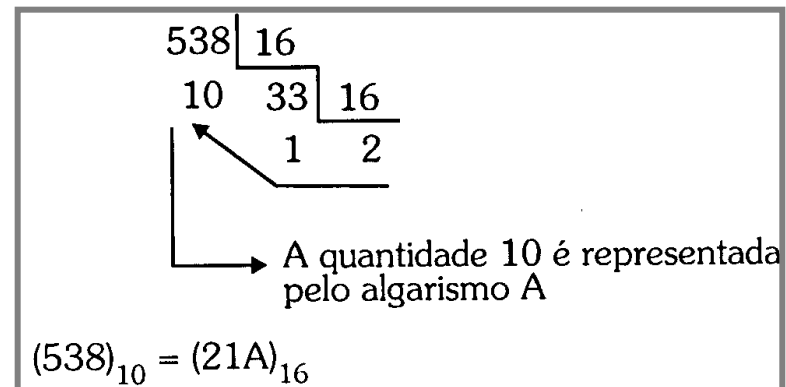 538 16
10 33 16
1 2
A quantidade 10 é representada
pelo algarismo A
(538)₁₀ = (21A)₁₆